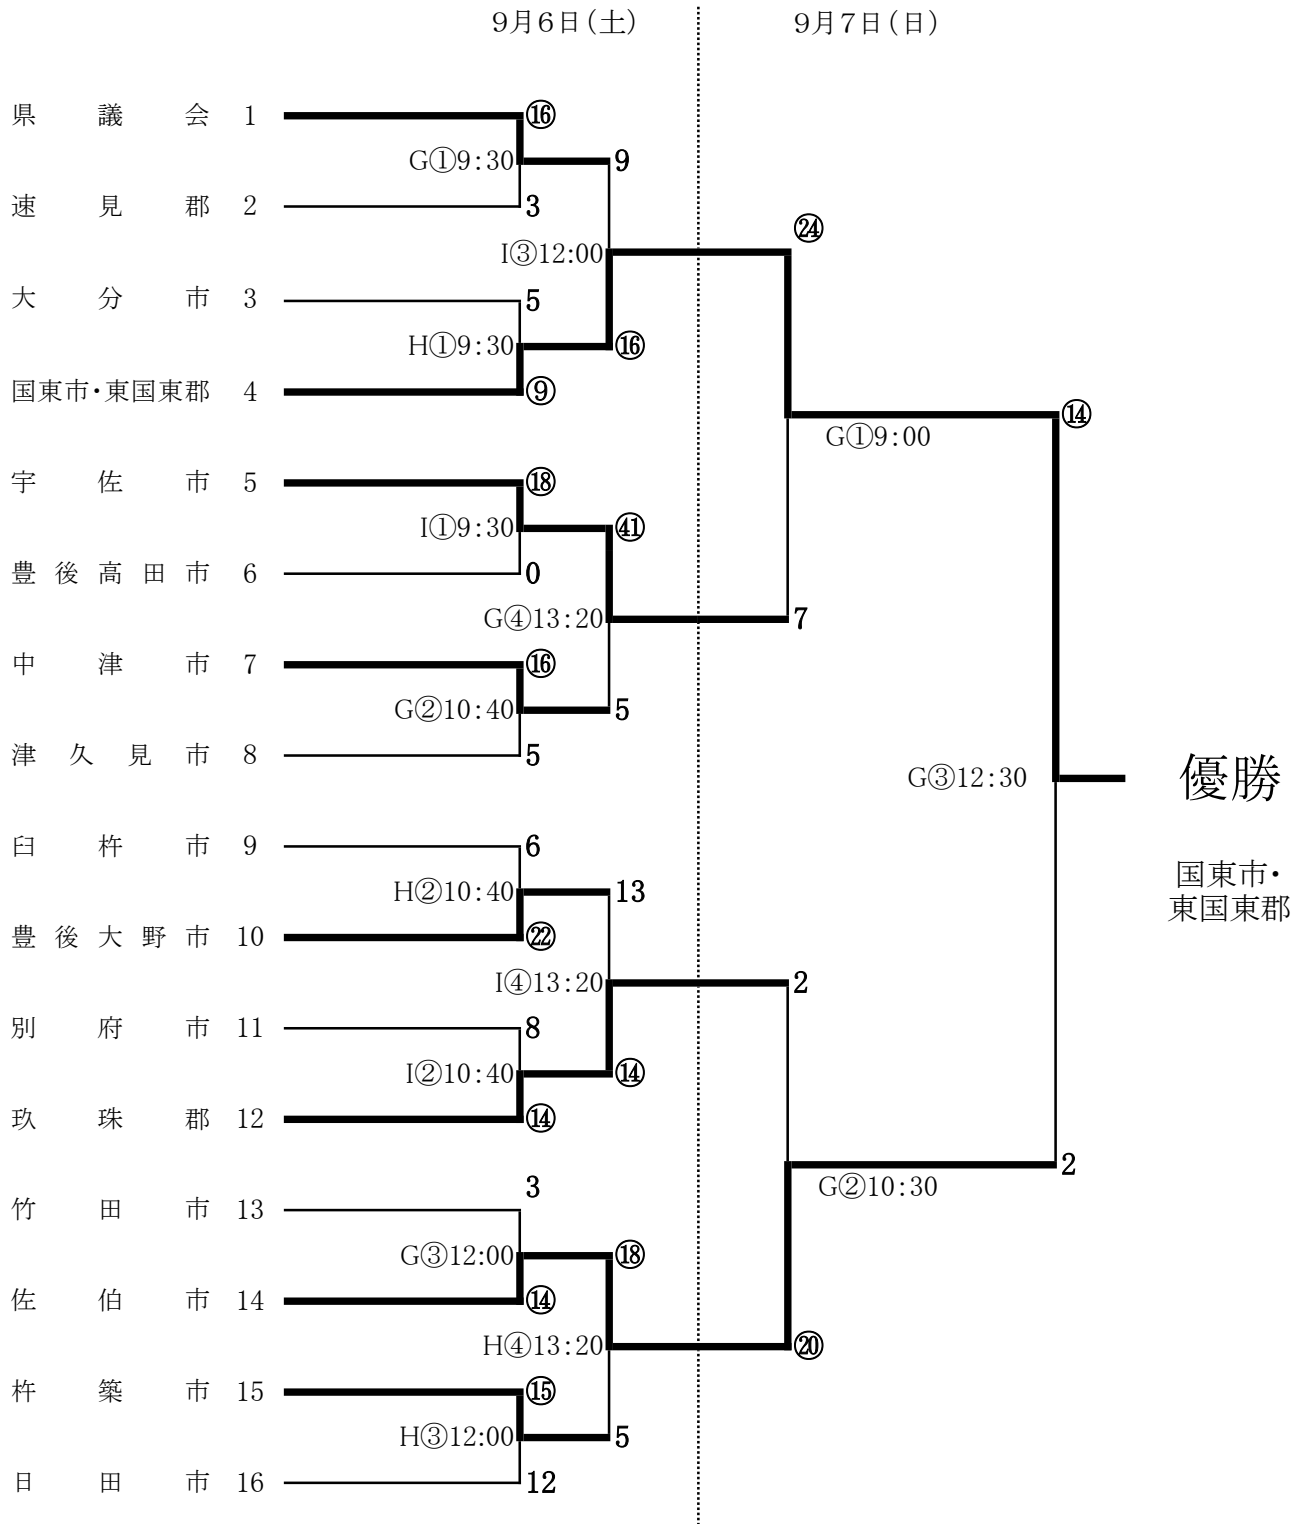 9月6日(土) 9月7日(日)
県議会 1 ⑯
G①9:30 9
速見郡 2 3
㉔
I③12:00
大分市 3 5
H①9:30 ⑯
国東市・東国東郡 4 ⑨
⑭
G①9:00
宇佐市 5 ⑱
I①9:30 ㊶
豊後高田市 6 0
G④13:20 7
中津市 7 ⑯
G②10:40 5
津久見市 8 5
G③12:30 優勝
臼杵市 9 6
国東市・
H②10:40 13
東国東郡
豊後大野市 10 ㉒
I④13:20 2
別府市 11 8
I②10:40 ⑭
玖珠郡 12 ⑭
2
G②10:30
3
竹田市 13
G③12:00 ⑱
佐伯市 14 ⑭
H④13:20 ⑳
杵築市 15 ⑮
H③12:00 5
日田市 16 12